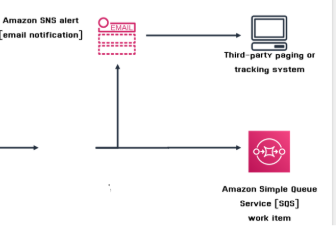 Amazon SNS alert
[email notification]
EMAIL
Third-party paging or
tracking system
Amazon Simple Queue
Service [SQS]
work item